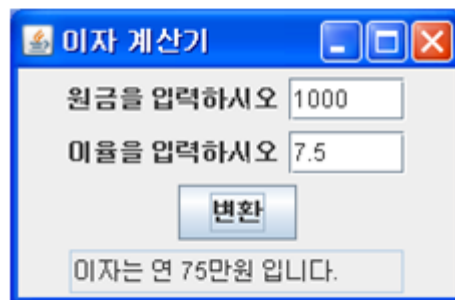 이자 계산기
원금을 입력하시오 1000
이율을 입력하시오 7.5
변환
이자는 연 75만원 입니다.